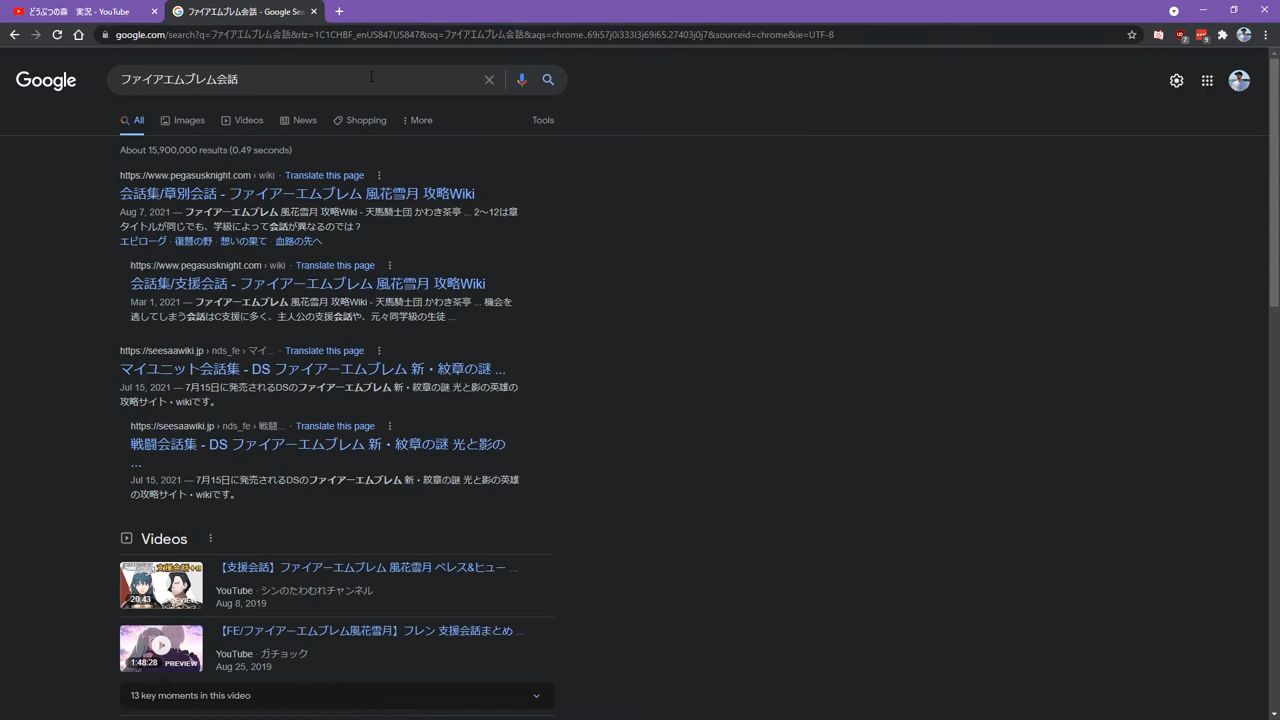 どうぶつの森　実況 - YouTube
ファイアエムブレム会話 - Google Sea
google.com/search?q=ファイアエムブレム会話&rlz=1C1CHBF_enUS847US847&oq=ファイアエムブレム会話&aqs=chrome..69i57j0i333l3j69i65.27403j0j7&sourceid=chrome&ie=UTF-8
7
9
Google
ファイアエムブレム会話
All
Images
Videos
News
Shopping
More
Tools
About 15,900,000 results (0.49 seconds)
https://www.pegasusknight.com › wiki · Translate this page
会話集/章別会話 - ファイアーエムブレム 風花雪月 攻略Wiki
Aug 7, 2021 — ファイアーエムブレム 風花雪月 攻略Wiki - 天馬騎士団 かわき茶亭 ... 2〜12は章
タイトルが同じでも、学級によって会話が異なるのでは？
エピローグ · 復讐の野 · 想いの果て · 血路の先へ
https://www.pegasusknight.com › wiki · Translate this page
会話集/支援会話 - ファイアーエムブレム 風花雪月 攻略Wiki
Mar 1, 2021 — ファイアーエムブレム 風花雪月 攻略Wiki - 天馬騎士団 かわき茶亭 ... 機会を
逃してしまう会話はC支援に多く、主人公の支援会話や、元々同学級の生徒 ...
https://seesaawiki.jp › nds_fe › マイ... · Translate this page
マイユニット会話集 - DS ファイアーエムブレム 新・紋章の謎 ...
Jul 15, 2021 — 7月15日に発売されるDSのファイアーエムブレム 新・紋章の謎 光と影の英雄の
攻略サイト・wikiです。
https://seesaawiki.jp › nds_fe › 戦闘... · Translate this page
戦闘会話集 - DS ファイアーエムブレム 新・紋章の謎 光と影の
...
Jul 15, 2021 — 7月15日に発売されるDSのファイアーエムブレム 新・紋章の謎 光と影の英雄
の攻略サイト・wikiです。
Videos
支援会話+α
20:43
PREVIEW
【支援会話】ファイアーエムブレム 風花雪月 ベレス&ヒュー ...
YouTube · シンのたわむれチャンネル
Aug 8, 2019
1:48:28
PREVIEW
【FE/ファイアーエムブレム風花雪月】フレン 支援会話まとめ ...
YouTube · ガチョック
Aug 25, 2019
13 key moments in this video